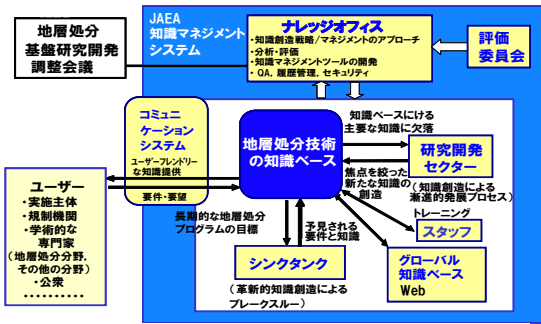 地層処分
基盤研究開発
調整会議
JAEA
知識マネジメント
システム
ナレッジオフィス
・知識創造戦略/マネジメントのアプローチ
・分析・評価
・知識マネジメントツールの開発
・QA, 履歴管理, セキュリティ
評価
委員会
コミュニ
ケーション
システム
ユーザーフレンドリー
な知識提供
要件・要望
地層処分技術
の知識ベース
知識ベースにける
主要な知識に欠落
研究開発
セクター
焦点を絞った
新たな知識の
創造
(知識創造による
漸進的発展プロセス)
ユーザー
・実施主体
・規制機関
・学術的な
専門家
(地層処分分野,
その他の分野)
・公衆
・・・・・・・・・・
長期的な地層処分
プログラムの目標
予見される
要件と知識
トレーニング
スタッフ
シンクタンク
(革新的知識創造による
ブレークスルー)
グローバル
知識ベース
Web